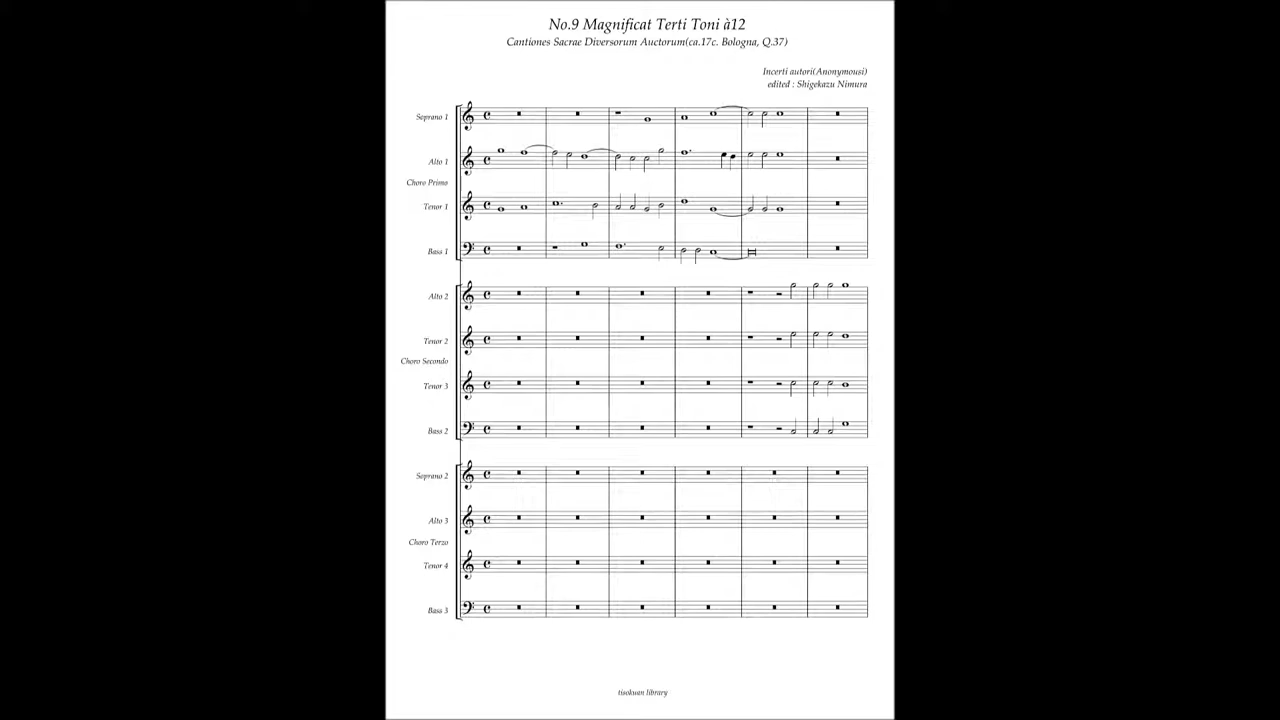 No.9 Magnificat Terti Toni à12
Cantiones Sacrae Diversorum Auctorum(ca.17c. Bologna, Q.37)
Incerti autori(Anonymousi)
edited : Shigekazu Nimura
Soprano 1
Alto 1
Choro Primo
Tenor 1
Bass 1
Alto 2
Tenor 2
Choro Secondo
Tenor 3
Bass 2
Soprano 2
Alto 3
Choro Terzo
Tenor 4
Bass 3
tisokuan library